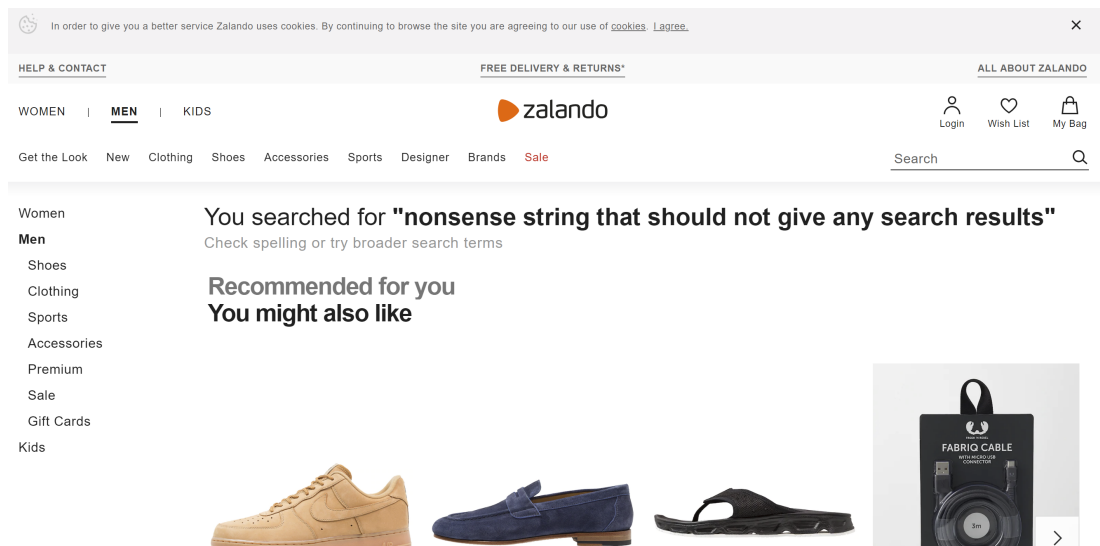 In order to give you a better service Zalando uses cookies. By continuing to browse the site you are agreeing to our use of cookies. I agree.
HELP & CONTACT
FREE DELIVERY & RETURNS*
ALL ABOUT ZALANDO
WOMEN | MEN | KIDS
zalando
Login
Wish List
My Bag
Get the Look New Clothing Shoes Accessories Sports Designer Brands Sale
Search
Women
Men
Shoes
Clothing
Sports
Accessories
Premium
Sale
Gift Cards
Kids
You searched for "nonsense string that should not give any search results"
Check spelling or try broader search terms
Recommended for you
You might also like
FABRIQ CABLE
WITH MICRO USB
CONNECTOR
3m